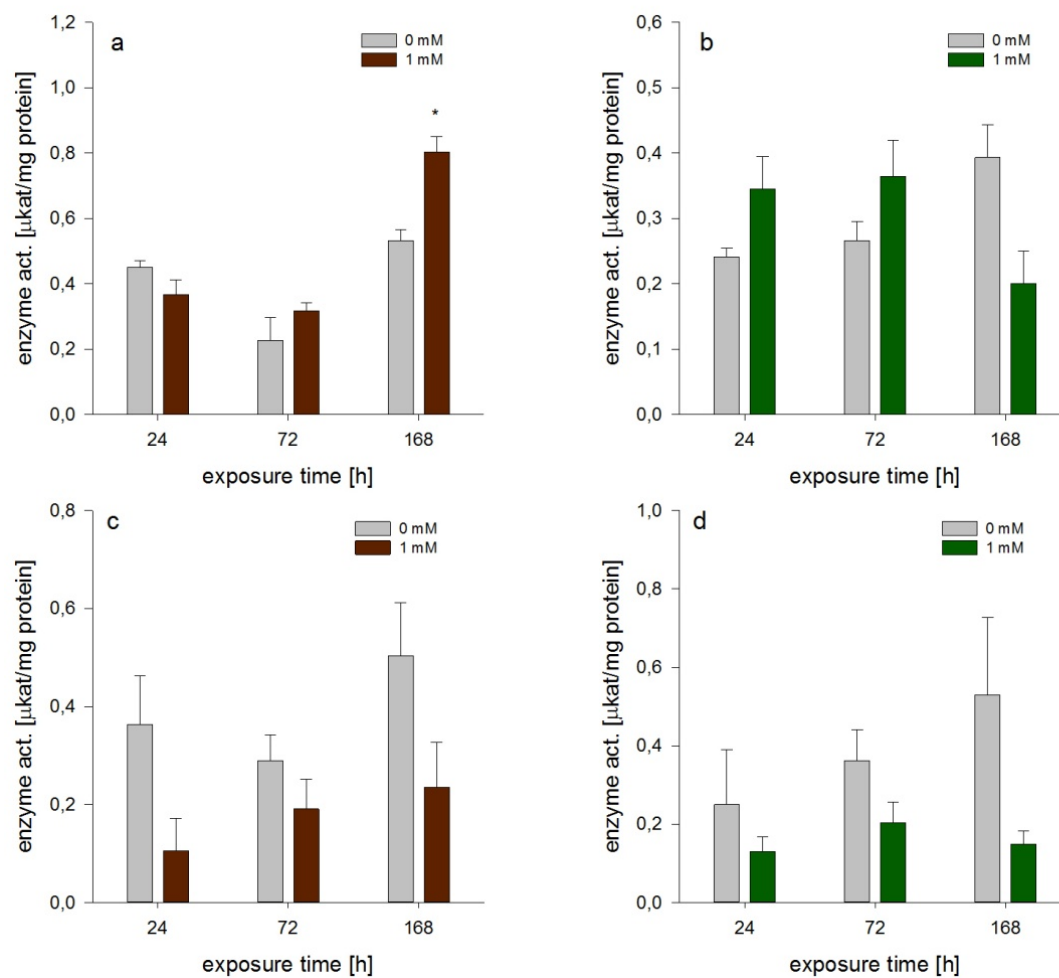 a
0 mM
1 mM
1,2
1,0
0,8
0,6
0,4
0,2
0,0
*
enzyme act. [µkat/mg protein]
24 72 168
exposure time [h]
b
0 mM
1 mM
0,6
0,5
0,4
0,3
0,2
0,1
0,0
enzyme act. [µkat/mg protein]
24 72 168
exposure time [h]
c
0 mM
1 mM
0,8
0,6
0,4
0,2
0,0
enzyme act. [µkat/mg protein]
24 72 168
exposure time [h]
d
0 mM
1 mM
1,0
0,8
0,6
0,4
0,2
0,0
enzyme act. [µkat/mg protein]
24 72 168
exposure time [h]